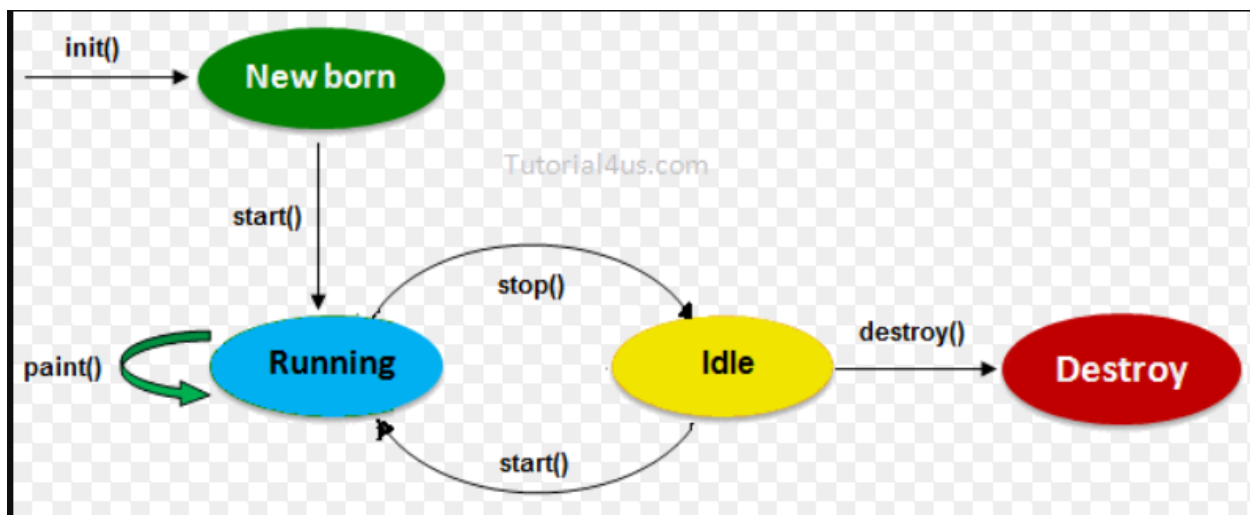 init()
New born
Tutorial4us.com
start()
stop()
paint()
Running
Idle
destroy()
Destroy
start()